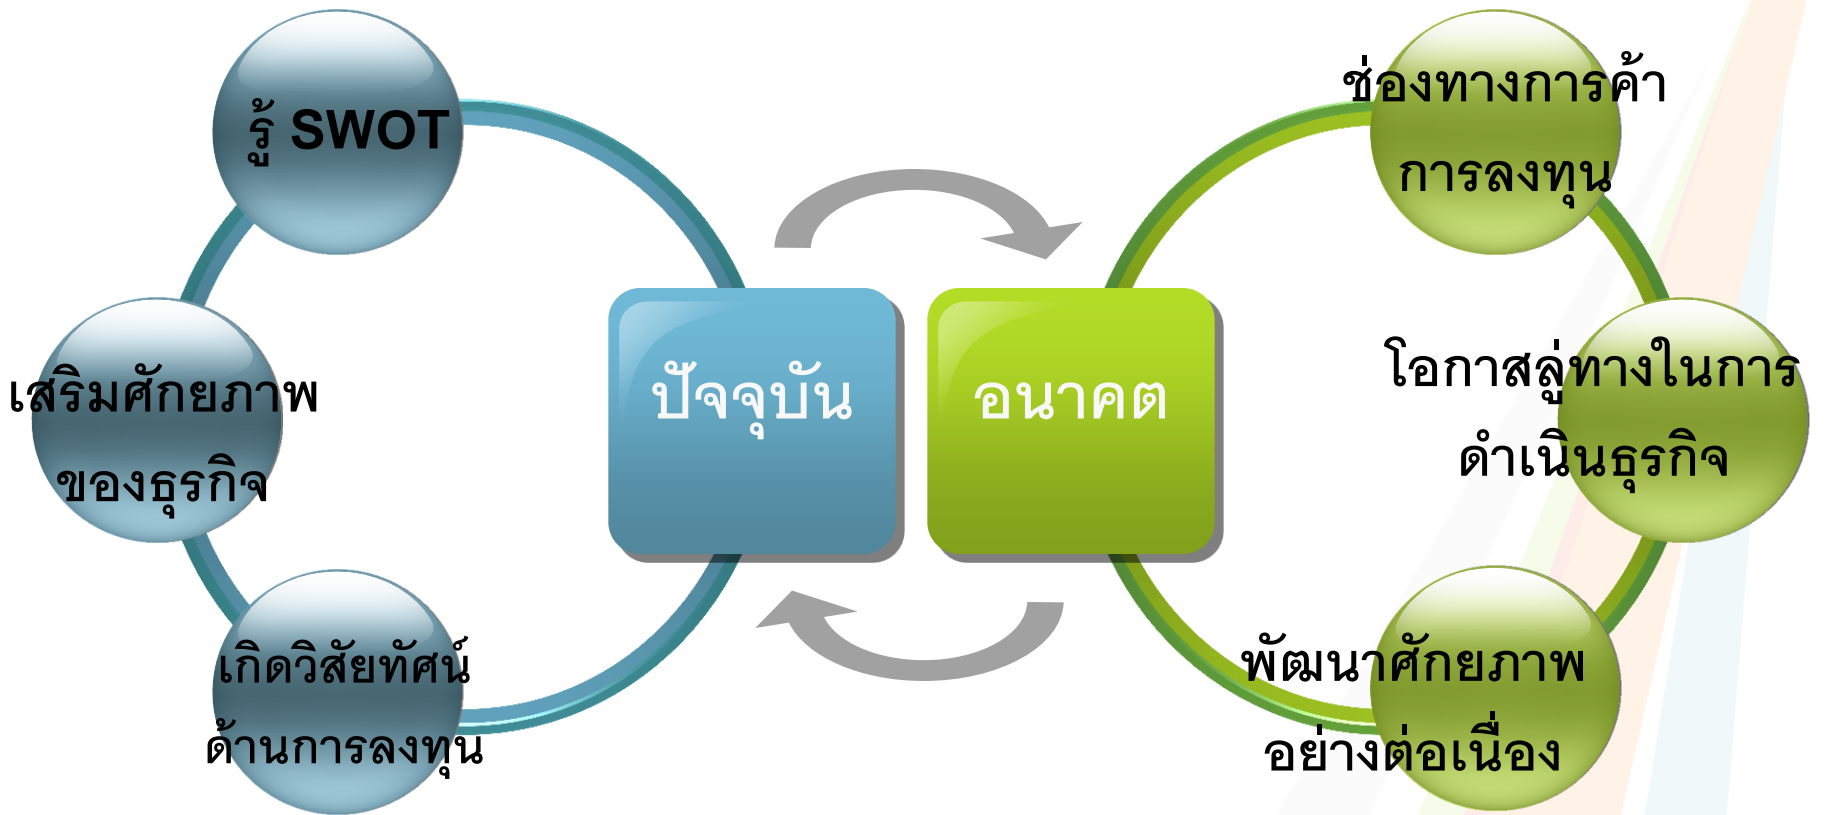 รู้ SWOT
เสริมศักยภาพ
ของธุรกิจ
เกิดวิสัยทัศน์
ด้านการลงทุน
ปัจจุบัน
อนาคต
ช่องทางการค้า
การลงทุน
โอกาสลู่ทางในการ
ดำเนินธุรกิจ
พัฒนาศักยภาพ
อย่างต่อเนื่อง